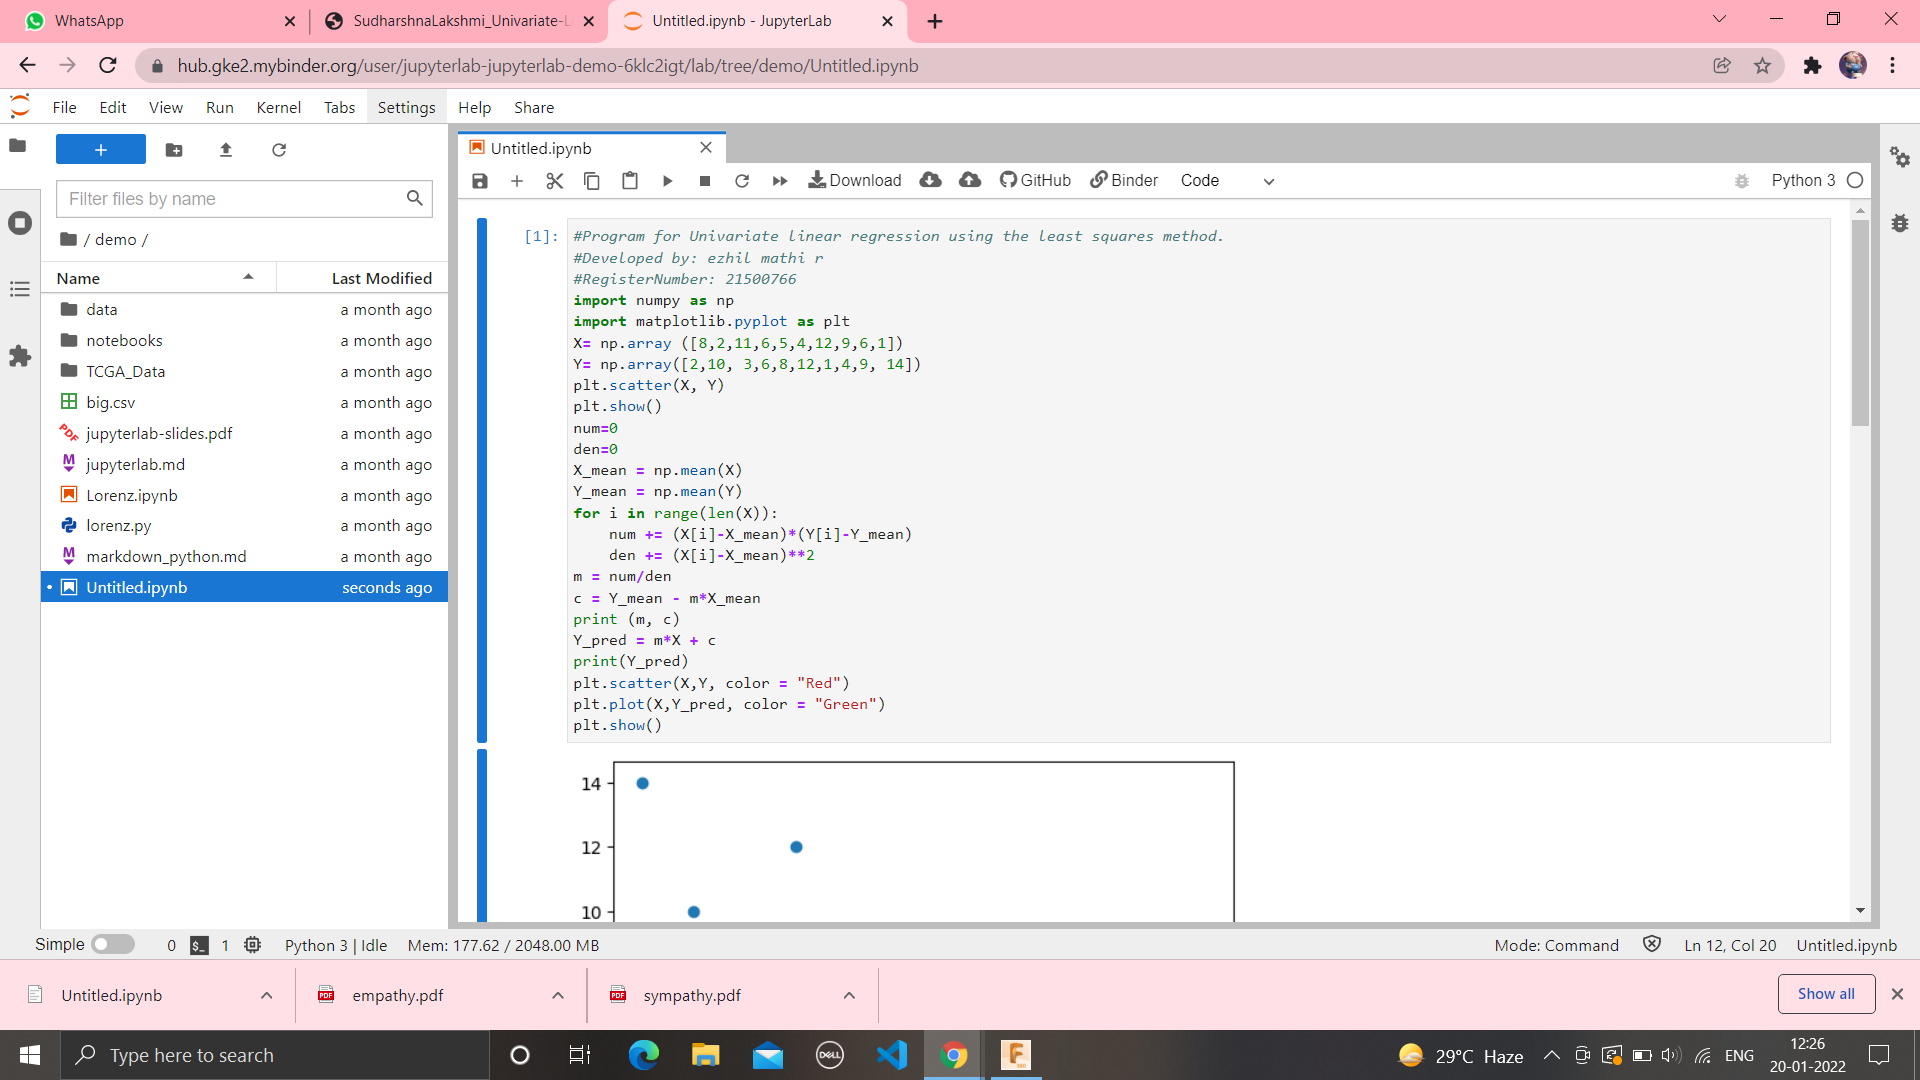 WhatsApp
SudharshnaLakshmi_Univariate-L
Untitled.ipynb - JupyterLab
hub.gke2.mybinder.org/user/jupyterlab-jupyterlab-demo-6klc2igt/lab/tree/demo/Untitled.ipynb
File Edit View Run Kernel Tabs Settings Help Share
Untitled.ipynb
Download GitHub Binder Code Python 3
Filter files by name
/ demo /
Name Last Modified
data a month ago
notebooks a month ago
TCGA_Data a month ago
big.csv a month ago
jupyterlab-slides.pdf a month ago
jupyterlab.md a month ago
Lorenz.ipynb a month ago
lorenz.py a month ago
markdown_python.md a month ago
Untitled.ipynb seconds ago
[1]:
#Program for Univariate linear regression using the least squares method.
#Developed by: ezhil mathi r
#RegisterNumber: 21500766
import numpy as np
import matplotlib.pyplot as plt
X= np.array ([8,2,11,6,5,4,12,9,6,1])
Y= np.array([2,10, 3,6,8,12,1,4,9, 14])
plt.scatter(X, Y)
plt.show()
num=0
den=0
X_mean = np.mean(X)
Y_mean = np.mean(Y)
for i in range(len(X)):
    num += (X[i]-X_mean)*(Y[i]-Y_mean)
    den += (X[i]-X_mean)**2
m = num/den
c = Y_mean - m*X_mean
print (m, c)
Y_pred = m*X + c
print(Y_pred)
plt.scatter(X,Y, color = "Red")
plt.plot(X,Y_pred, color = "Green")
plt.show()
14
12
10
Simple 0 $_ 1 Python 3 | Idle Mem: 177.62 / 2048.00 MB Mode: Command Ln 12, Col 20 Untitled.ipynb
Untitled.ipynb
PDF empathy.pdf
PDF sympathy.pdf
Show all
Type here to search
DELL
29°C Haze
ENG
12:26
20-01-2022